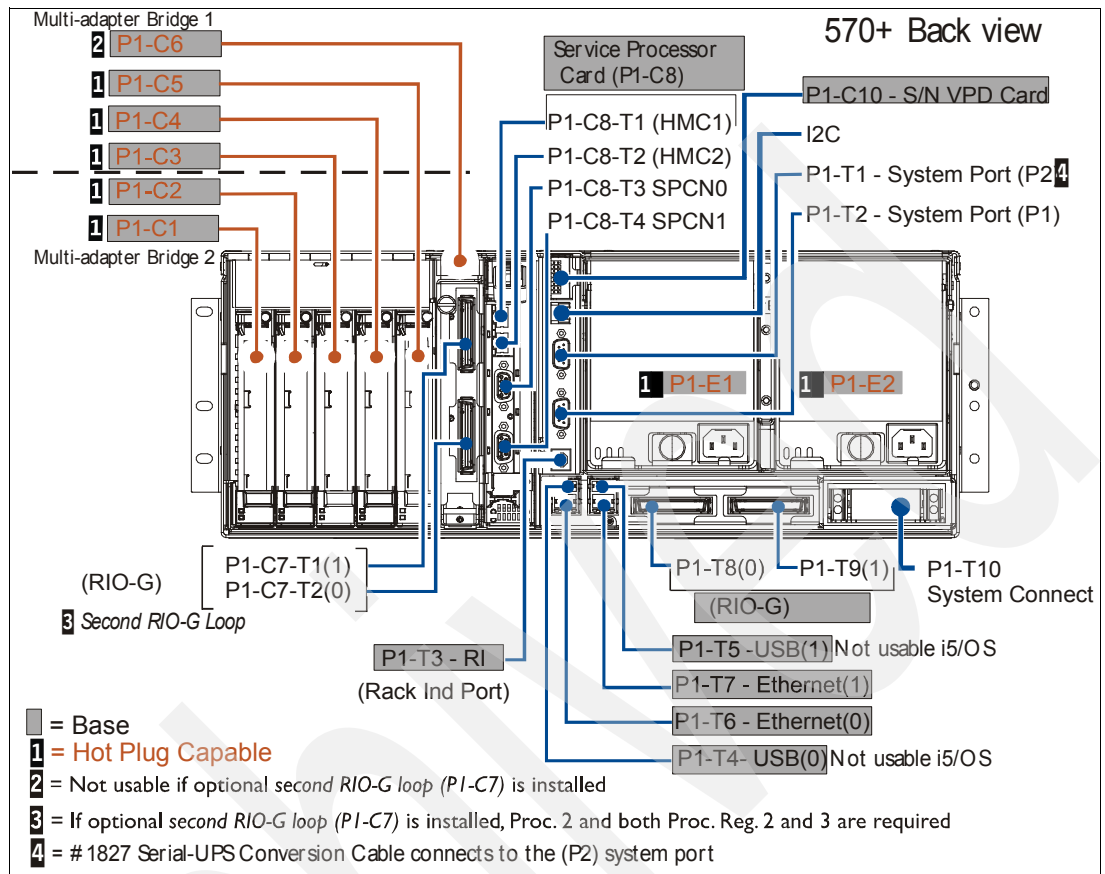 Multi-adapter Bridge 1
2 P1-C6
1 P1-C5
1 P1-C4
1 P1-C3
1 P1-C2
1 P1-C1
Multi-adapter Bridge 2
570+ Back view
Service Processor
Card (P1-C8)
P1-C8-T1 (HMC1)
P1-C8-T2 (HMC2)
P1-C8-T3 SPCN0
P1-C8-T4 SPCN1
P1-C10 - S/N VPD Card
I2C
P1-T1 - System Port (P2 4
P1-T2 - System Port (P1)
1 P1-E1
1 P1-E2
(RIO-G)
P1-C7-T1(1)
P1-C7-T2(0)
3 Second RIO-G Loop
P1-T3 - RI
(Rack Ind Port)
P1-T8(0)
P1-T9(1)
(RIO-G)
P1-T10
System Connect
P1-T5 -USB(1) Not usable i5/OS
P1-T7 - Ethernet(1)
P1-T6 - Ethernet(0)
P1-T4- USB(0) Not usable i5/OS
= Base
1 = Hot Plug Capable
2 = Not usable if optional second RIO-G loop (P1-C7) is installed
3 = If optional second RIO-G loop (P1-C7) is installed, Proc. 2 and both Proc. Reg. 2 and 3 are required
4 = #1827 Serial-UPS Conversion Cable connects to the (P2) system port